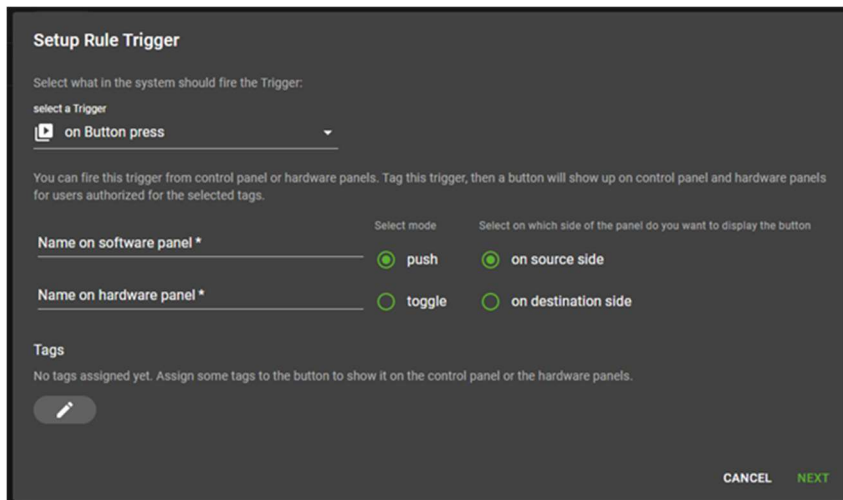 Setup Rule Trigger
Select what in the system should fire the Trigger:
select a Trigger
on Button press
You can fire this trigger from control panel or hardware panels. Tag this trigger, then a button will show up on control panel and hardware panels
for users authorized for the selected tags.
Select mode
Select on which side of the panel do you want to display the button
Name on software panel *
push
on source side
Name on hardware panel *
toggle
on destination side
Tags
No tags assigned yet. Assign some tags to the button to show it on the control panel or the hardware panels.
CANCEL
NEXT